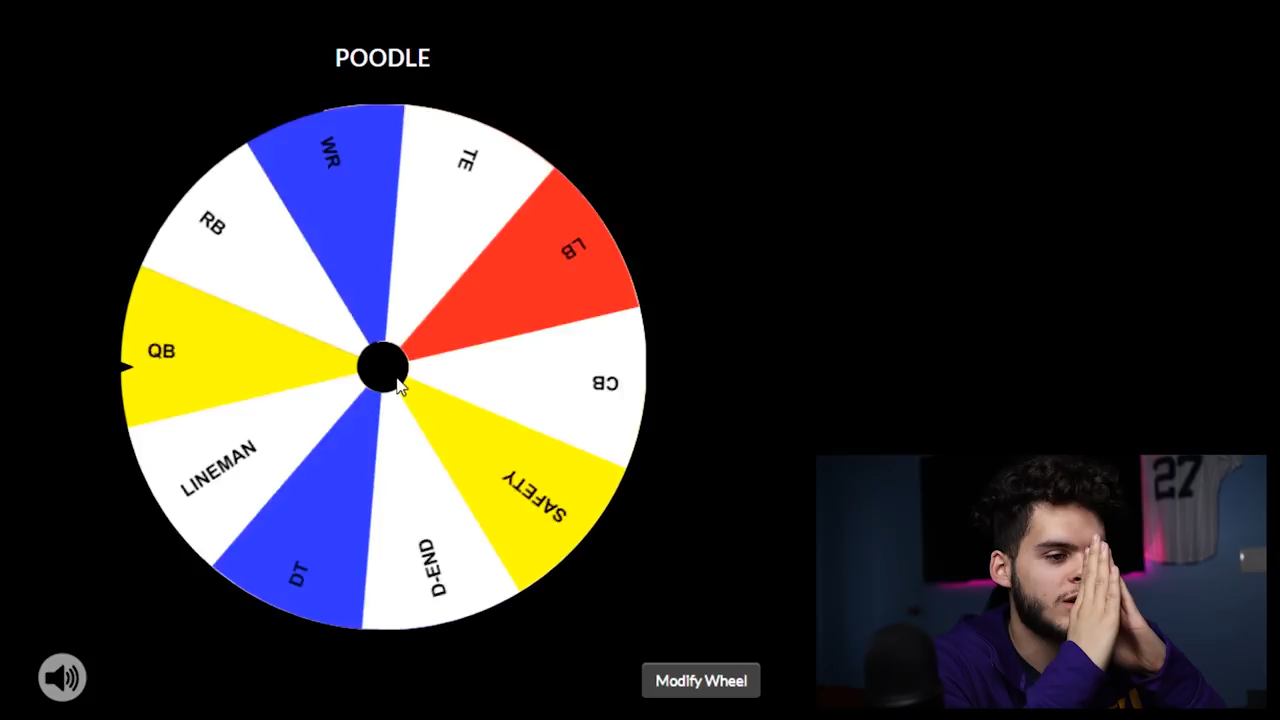 POODLE
WR
TE
RB
LB
QB
CB
LINEMAN
SAFETY
DT
D-END
Modify Wheel
27